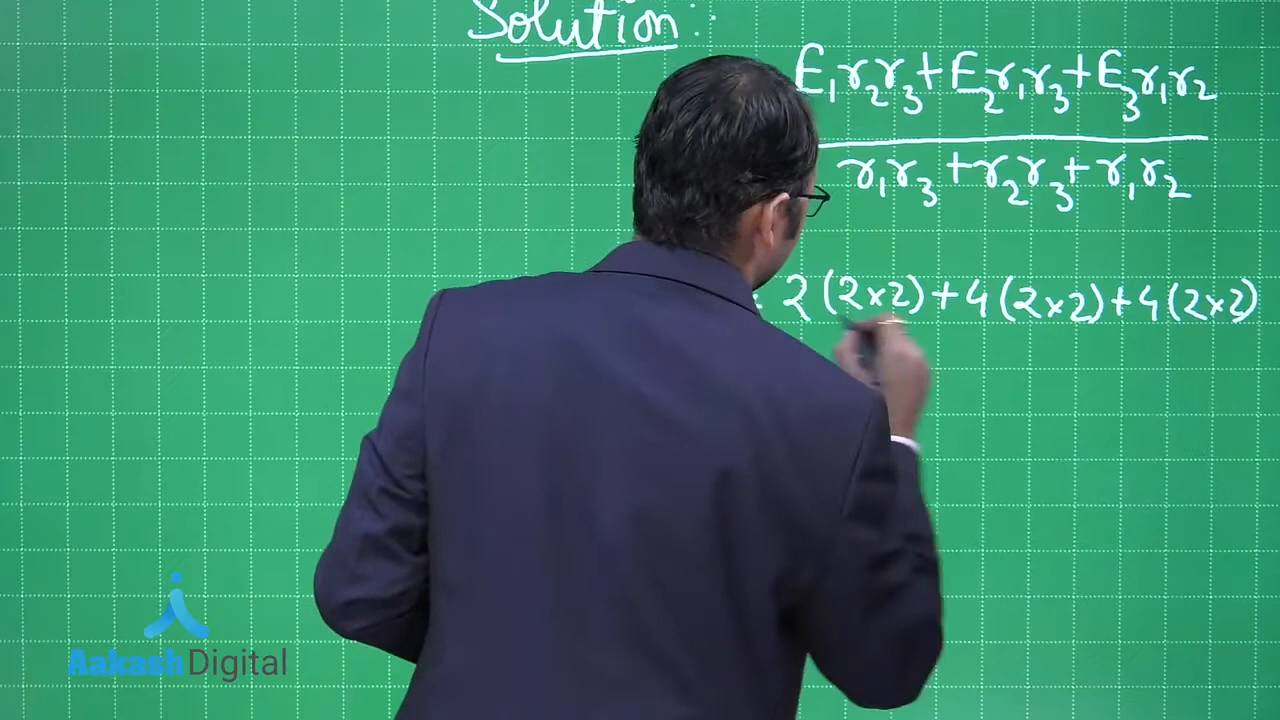 Solution :
E₁r₂r₃+E₂r₁r₃+E₃r₁r₂
r₁r₃+r₂r₃+r₁r₂
= 2(2×2)+4(2×2)+4(2×2)
Aakash Digital